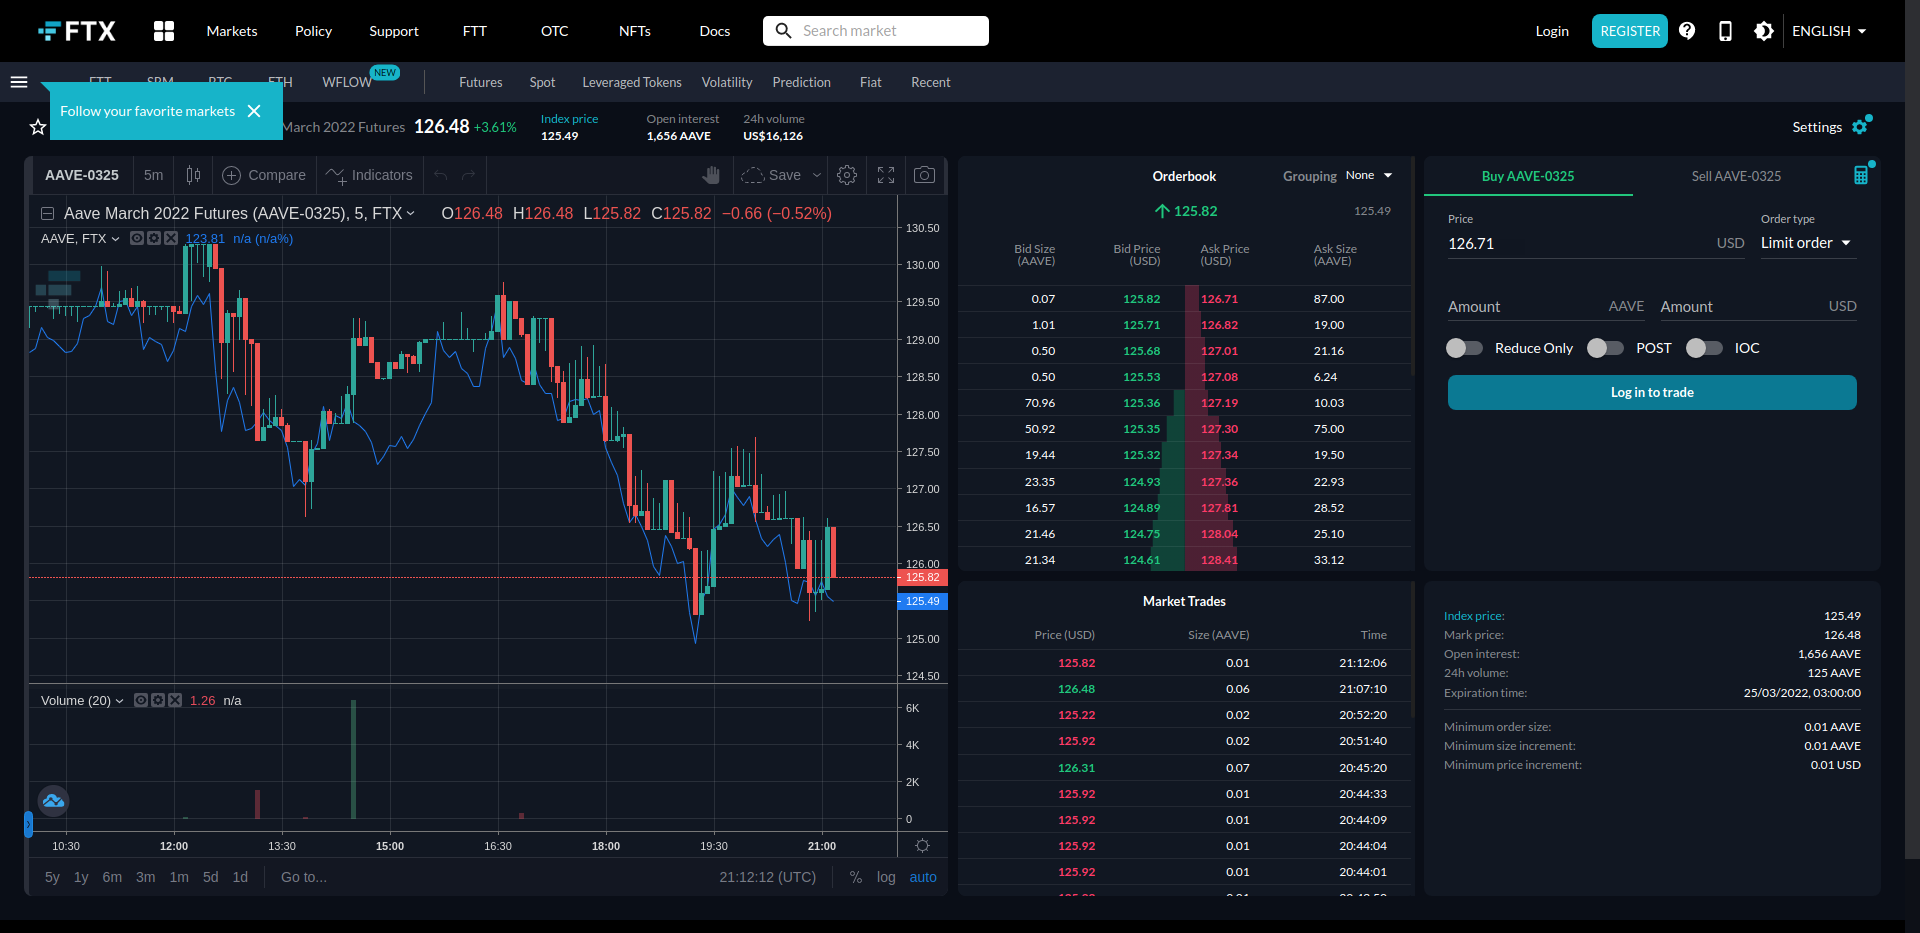 FTX Markets Policy Support FTT OTC NFTs Docs Search market Login REGISTER ENGLISH
WFLOW NEW Futures Spot Leveraged Tokens Volatility Prediction Fiat Recent
Follow your favorite markets
March 2022 Futures 126.48 +3.61% Index price 125.49 Open interest 1,656 AAVE 24h volume US$16,126 Settings
AAVE-0325 5m Compare Indicators Save
Aave March 2022 Futures (AAVE-0325), 5, FTX O126.48 H126.48 L125.82 C125.82 −0.66 (−0.52%)
AAVE, FTX 123.81 n/a (n/a%)
130.50
130.00
129.50
129.00
128.50
128.00
127.50
127.00
126.50
126.00
125.82
125.49
125.00
124.50
Volume (20) 1.26 n/a
6K
4K
2K
0
10:30 12:00 13:30 15:00 16:30 18:00 19:30 21:00
5y 1y 6m 3m 1m 5d 1d Go to... 21:12:12 (UTC) % log auto
Orderbook Grouping None
125.82 125.49
Bid Size (AAVE) Bid Price (USD) Ask Price (USD) Ask Size (AAVE)
0.07 125.82 126.71 87.00
1.01 125.71 126.82 19.00
0.50 125.68 127.01 21.16
0.50 125.53 127.08 6.24
70.96 125.36 127.19 10.03
50.92 125.35 127.30 75.00
19.44 125.32 127.34 19.50
23.35 124.93 127.36 22.93
16.57 124.89 127.81 28.52
21.46 124.75 128.04 25.10
21.34 124.61 128.41 33.12
Market Trades
Price (USD) Size (AAVE) Time
125.82 0.01 21:12:06
126.48 0.06 21:07:10
125.22 0.02 20:52:20
125.92 0.02 20:51:40
126.31 0.07 20:45:20
125.92 0.01 20:44:33
125.92 0.01 20:44:09
125.92 0.01 20:44:04
125.92 0.01 20:44:01
Buy AAVE-0325 Sell AAVE-0325
Price Order type
126.71 USD Limit order
Amount AAVE Amount USD
Reduce Only POST IOC
Log in to trade
Index price: 125.49
Mark price: 126.48
Open interest: 1,656 AAVE
24h volume: 125 AAVE
Expiration time: 25/03/2022, 03:00:00
Minimum order size: 0.01 AAVE
Minimum size increment: 0.01 AAVE
Minimum price increment: 0.01 USD